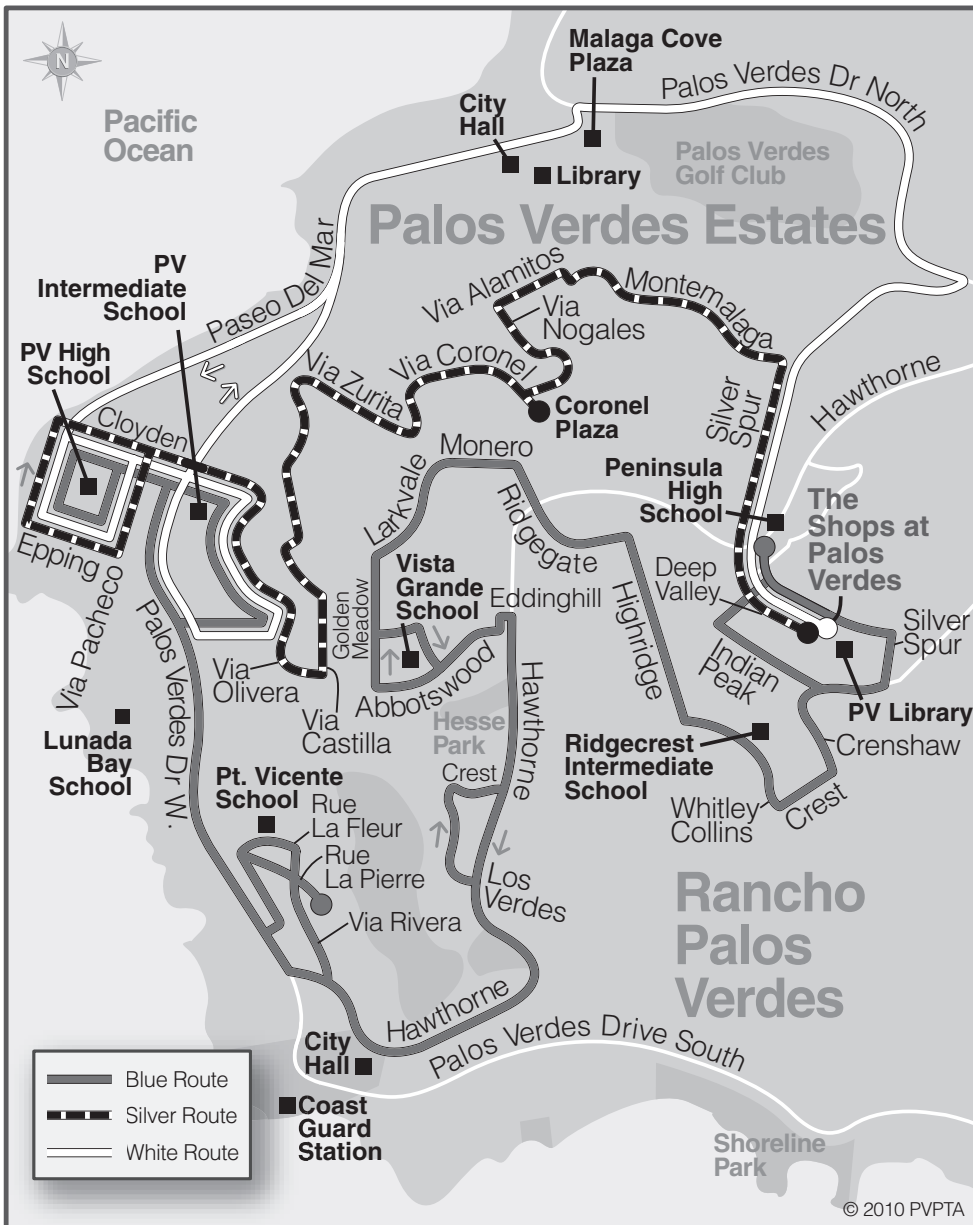 N
Pacific
Ocean
Malaga Cove
Plaza
Palos Verdes Dr North
City
Hall
Library
Palos Verdes
Golf Club
Palos Verdes Estates
PV
Intermediate
School
Paseo Del Mar
Via Alamitos
Montemalaga
Via
Nogales
PV High
School
Via Zurita
Via Coronel
Silver
Spur
Hawthorne
Cloyden
Coronel
Plaza
Monero
Larkvale
Ridgegate
Peninsula
High
School
The
Shops at
Palos
Verdes
Epping
Vista
Grande
School
Golden
Meadow
Eddinghill
Deep
Valley
Silver
Spur
Via Pacheco
Palos Verdes Dr W.
Via
Olivera
Abbotswood
Highridge
Indian
Peak
Via
Castilla
Hesse
Park
Hawthorne
PV Library
Lunada
Bay
School
Ridgecrest
Intermediate
School
Crenshaw
Pt. Vicente
School
Crest
Whitley
Collins
Crest
Rue
La Fleur
Rue
La Pierre
Los
Verdes
Via Rivera
Rancho
Palos
Verdes
Hawthorne
Palos Verdes Drive South
City
Hall
Blue Route
Silver Route
White Route
Coast
Guard
Station
Shoreline
Park
© 2010 PVPTA